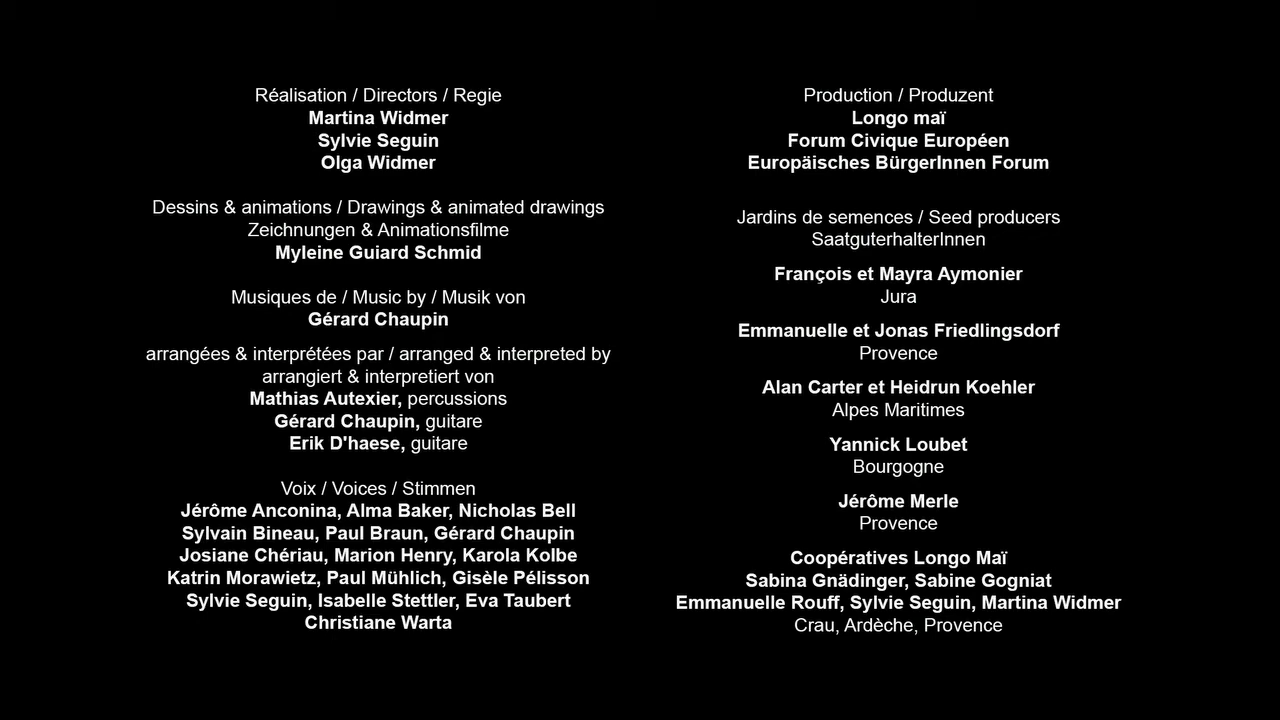 Réalisation / Directors / Regie
Martina Widmer
Sylvie Seguin
Olga Widmer
Dessins & animations / Drawings & animated drawings
Zeichnungen & Animationsfilme
Myleine Guiard Schmid
Musiques de / Music by / Musik von
Gérard Chaupin
arrangées & interprétées par / arranged & interpreted by
arrangiert & interpretiert von
Mathias Autexier, percussions
Gérard Chaupin, guitare
Erik D'haese, guitare
Voix / Voices / Stimmen
Jérôme Anconina, Alma Baker, Nicholas Bell
Sylvain Bineau, Paul Braun, Gérard Chaupin
Josiane Chériau, Marion Henry, Karola Kolbe
Katrin Morawietz, Paul Mühlich, Gisèle Pélisson
Sylvie Seguin, Isabelle Stettler, Eva Taubert
Christiane Warta
Production / Produzent
Longo maï
Forum Civique Européen
Europäisches BürgerInnen Forum
Jardins de semences / Seed producers
SaatguterhalterInnen
François et Mayra Aymonier
Jura
Emmanuelle et Jonas Friedlingsdorf
Provence
Alan Carter et Heidrun Koehler
Alpes Maritimes
Yannick Loubet
Bourgogne
Jérôme Merle
Provence
Coopératives Longo Maï
Sabina Gnädinger, Sabine Gogniat
Emmanuelle Rouff, Sylvie Seguin, Martina Widmer
Crau, Ardèche, Provence